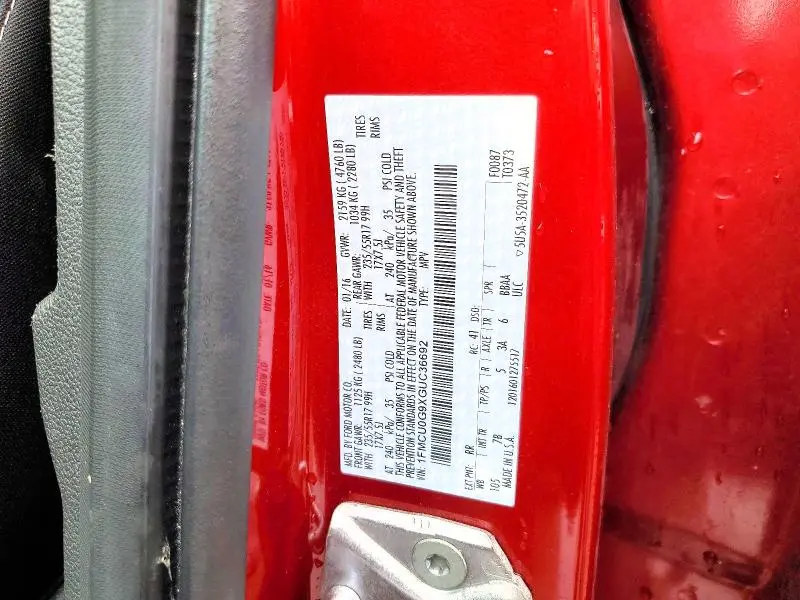 MFD. BY FORD MOTOR CO.
DATE: 01/16 GVWR: 2159 KG ( 4760 LB)
FRONT GAWR: 1125 KG ( 2480 LB) REAR GAWR: 1034 KG ( 2280 LB)
WITH 235/55R17 99H TIRES WITH 235/55R17 99H TIRES
17X7.5J RIMS 17X7.5J RIMS
AT 240 kPa/ 35 PSI COLD AT 240 kPa/ 35 PSI COLD
THIS VEHICLE CONFORMS TO ALL APPLICABLE FEDERAL MOTOR VEHICLE SAFETY AND THEFT
PREVENTION STANDARDS IN EFFECT ON THE DATE OF MANUFACTURE SHOWN ABOVE.
VIN: 1FMCU0G9XGUC36692 TYPE: MPV
EXT PNT: RR RC: 41 DSO: F0087
WB INT TR TP/PS R AXLE TR SPR T0373
105 7B 5 3A 6 BBAA
MADE IN U.S.A. ULC
1201601275517 5U5A-3520472-AA